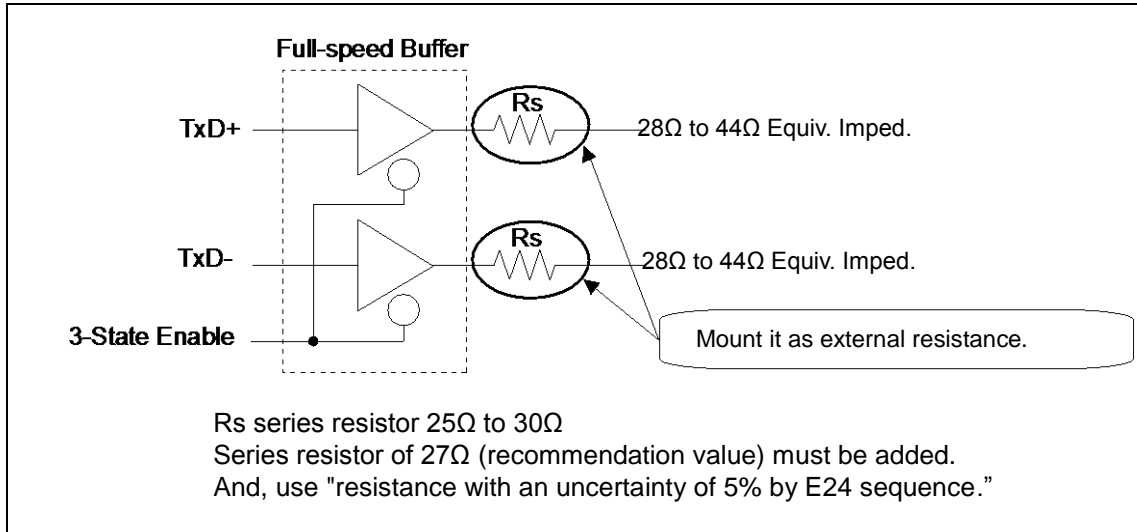 Full-speed Buffer
Rs
TxD+
28Ω to 44Ω Equiv. Imped.
Rs
TxD-
28Ω to 44Ω Equiv. Imped.
3-State Enable
Mount it as external resistance.
Rs series resistor 25Ω to 30Ω
Series resistor of 27Ω (recommendation value) must be added.
And, use "resistance with an uncertainty of 5% by E24 sequence.”